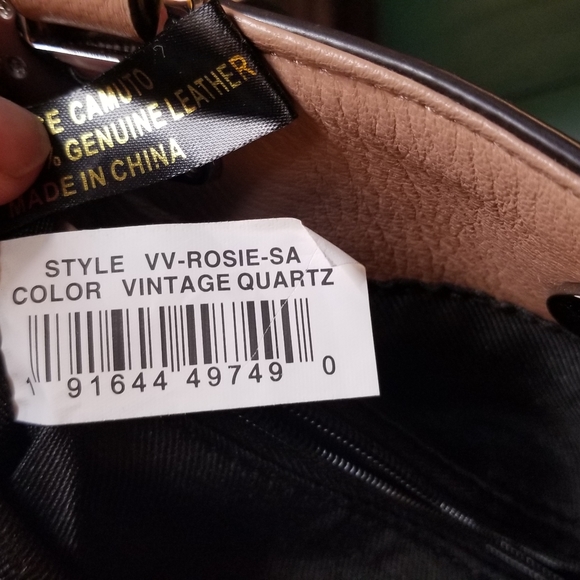 CAMUTO
GENUINE LEATHER
MADE IN CHINA
STYLE VV-ROSIE-SA
COLOR VINTAGE QUARTZ
1 91644 49749 0